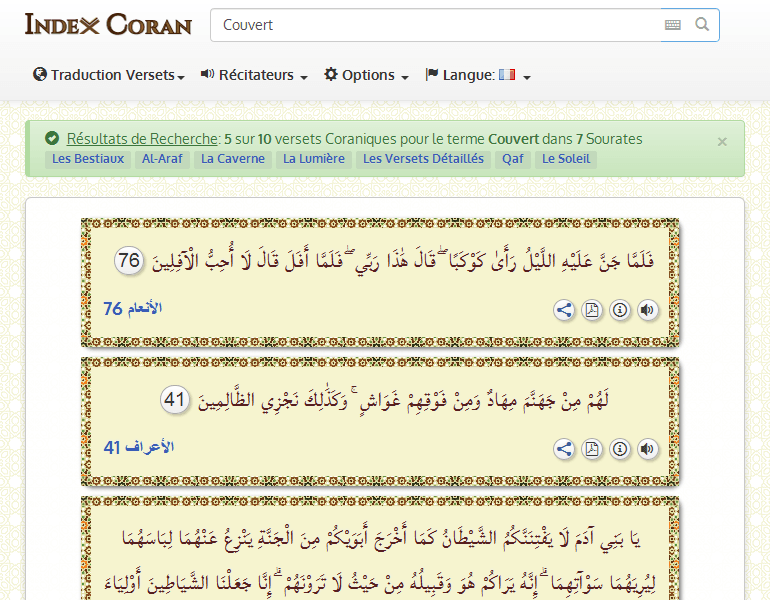 INDEX CORAN
Couvert
Traduction Versets
Récitateurs
Options
Langue:
Résultats de Recherche: 5 sur 10 versets Coraniques pour le terme Couvert dans 7 Sourates
×
Les Bestiaux
Al-Araf
La Caverne
La Lumière
Les Versets Détaillés
Qaf
Le Soleil
فَلَمَّا جَنَّ عَلَيْهِ اللَّيْلُ رَأَىٰ كَوْكَبًا ۖ قَالَ هَٰذَا رَبِّي ۖ فَلَمَّا أَفَلَ قَالَ لَا أُحِبُّ الْآفِلِينَ 76
الأنعام 76
لَهُمْ مِنْ جَهَنَّمَ مِهَادٌ وَمِنْ فَوْقِهِمْ غَوَاشٍ ۚ وَكَذَٰلِكَ نَجْزِي الظَّالِمِينَ 41
الأعراف 41
يَا بَنِي آدَمَ لَا يَفْتِنَنَّكُمُ الشَّيْطَانُ كَمَا أَخْرَجَ أَبَوَيْكُمْ مِنَ الْجَنَّةِ يَنْزِعُ عَنْهُمَا لِبَاسَهُمَا
لِيُرِيَهُمَا سَوْآتِهِمَا ۗ إِنَّهُ يَرَاكُمْ هُوَ وَقَبِيلُهُ مِنْ حَيْثُ لَا تَرَوْنَهُمْ ۗ إِنَّا جَعَلْنَا الشَّيَاطِينَ أَوْلِيَاءَ